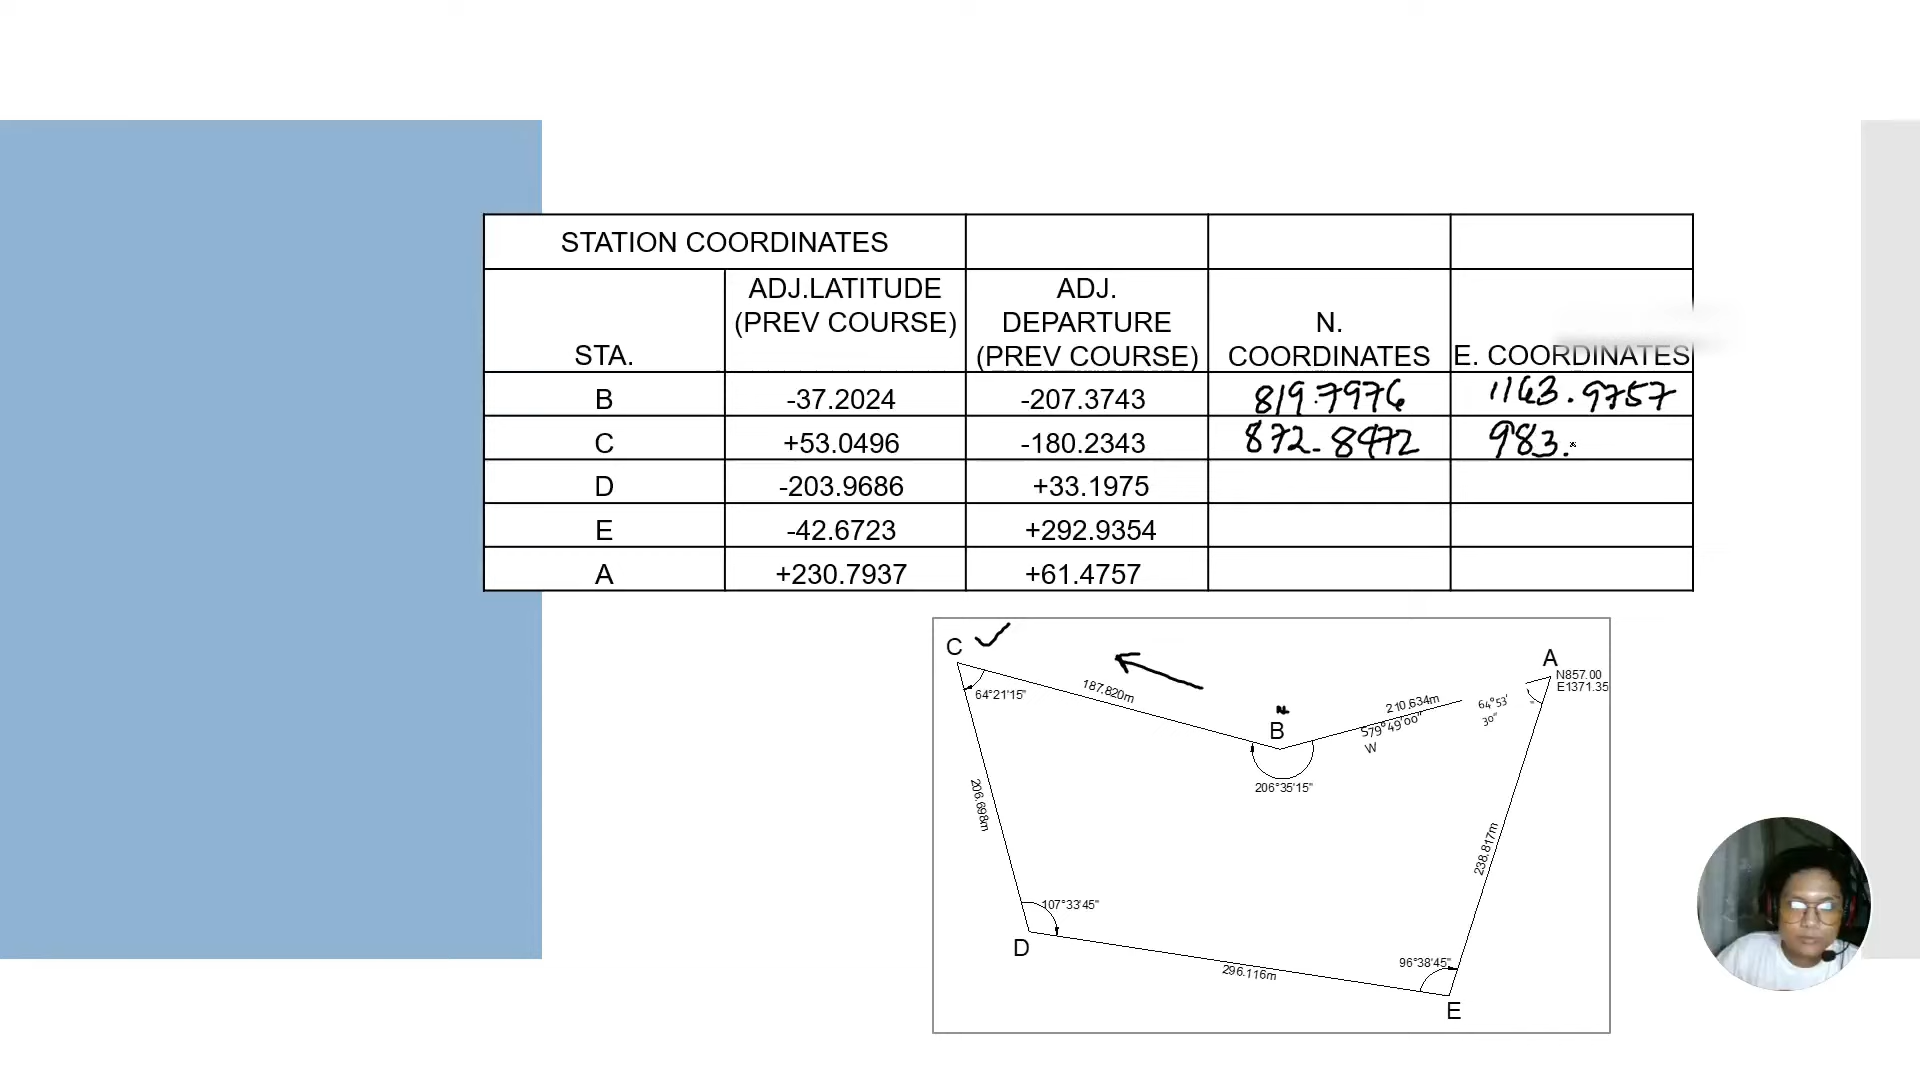 STATION COORDINATES
STA. ADJ.LATITUDE (PREV COURSE) ADJ. DEPARTURE (PREV COURSE) N. COORDINATES E. COORDINATES
B -37.2024 -207.3743 819.7976 1163.9757
C +53.0496 -180.2343 872.8472 983.
D -203.9686 +33.1975
E -42.6723 +292.9354
A +230.7937 +61.4757
C
A
N857.00
E1371.35
64°21'15"
187.820m
210.634m
S79°49'00"
W
64°53'
30"
B
206°35'15"
206.698m
238.817m
107°33'45"
D
296.116m
96°38'45"
E